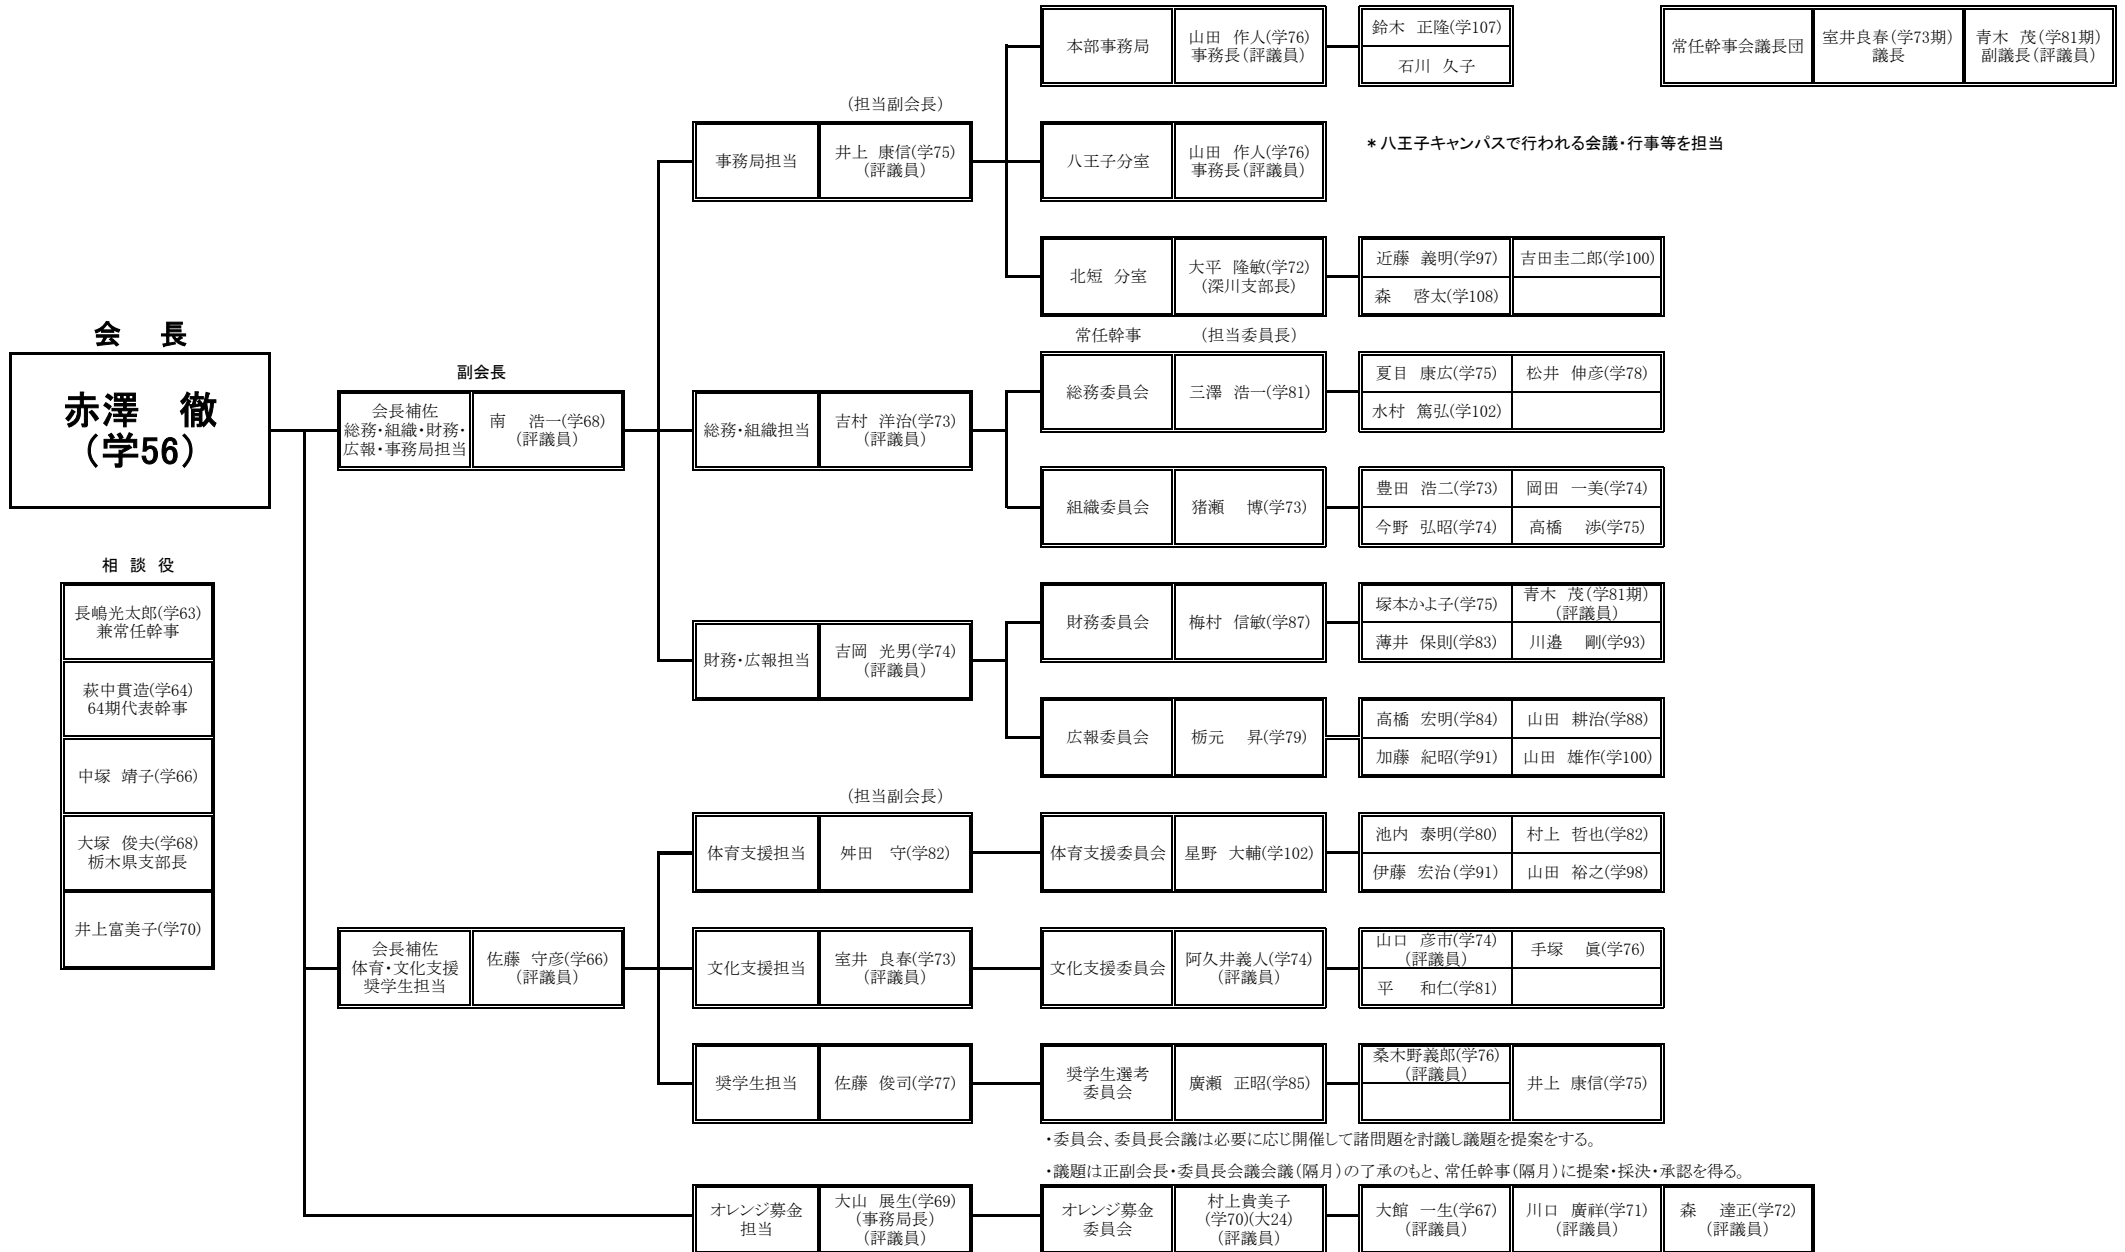 本部事務局
山田 作人(学76)
事務長(評議員)
鈴木 正隆(学107)
石川 久子
常任幹事会議長団
室井良春(学73期)
議長
青木 茂(学81期)
副議長(評議員)
(担当副会長)
事務局担当
井上 康信(学75)
(評議員)
八王子分室
山田 作人(学76)
事務長(評議員)
*八王子キャンパスで行われる会議・行事等を担当
北短 分室
大平 隆敏(学72)
(深川支部長)
近藤 義明(学97)
吉田圭二郎(学100)
森 啓太(学108)
会 長
赤澤 徹
(学56)
副会長
会長補佐
総務・組織・財務・
広報・事務局担当
南 浩一(学68)
(評議員)
総務・組織担当
吉村 洋治(学73)
(評議員)
常任幹事
(担当委員長)
総務委員会
三澤 浩一(学81)
夏目 康広(学75)
松井 伸彦(学78)
水村 篤弘(学102)
組織委員会
猪瀬 博(学73)
豊田 浩二(学73)
岡田 一美(学74)
今野 弘昭(学74)
高橋 渉(学75)
相 談 役
長嶋光太郎(学63)
兼常任幹事
萩中貫造(学64)
64期代表幹事
中塚 靖子(学66)
大塚 俊夫(学68)
栃木県支部長
井上富美子(学70)
財務・広報担当
吉岡 光男(学74)
(評議員)
財務委員会
梅村 信敏(学87)
塚本かよ子(学75)
青木 茂(学81期)
(評議員)
薄井 保則(学83)
川邉 剛(学93)
広報委員会
栃元 昇(学79)
高橋 宏明(学84)
山田 耕治(学88)
加藤 紀昭(学91)
山田 雄作(学100)
(担当副会長)
体育支援担当
舛田 守(学82)
体育支援委員会
星野 大輔(学102)
池内 泰明(学80)
村上 哲也(学82)
伊藤 宏治(学91)
山田 裕之(学98)
会長補佐
体育・文化支援
奨学生担当
佐藤 守彦(学66)
(評議員)
文化支援担当
室井 良春(学73)
(評議員)
文化支援委員会
阿久井義人(学74)
(評議員)
山口 彦市(学74)
(評議員)
手塚 眞(学76)
平 和仁(学81)
奨学生担当
佐藤 俊司(学77)
奨学生選考
委員会
廣瀬 正昭(学85)
桑木野義郎(学76)
(評議員)
井上 康信(学75)
・委員会、委員長会議は必要に応じ開催して諸問題を討議し議題を提案をする。
・議題は正副会長・委員長会議会議(隔月)の了承のもと、常任幹事(隔月)に提案・採決・承認を得る。
オレンジ募金
担当
大山 展生(学69)
(事務局長)
(評議員)
オレンジ募金
委員会
村上貴美子
(学70)(大24)
(評議員)
大館 一生(学67)
(評議員)
川口 廣祥(学71)
(評議員)
森 達正(学72)
(評議員)